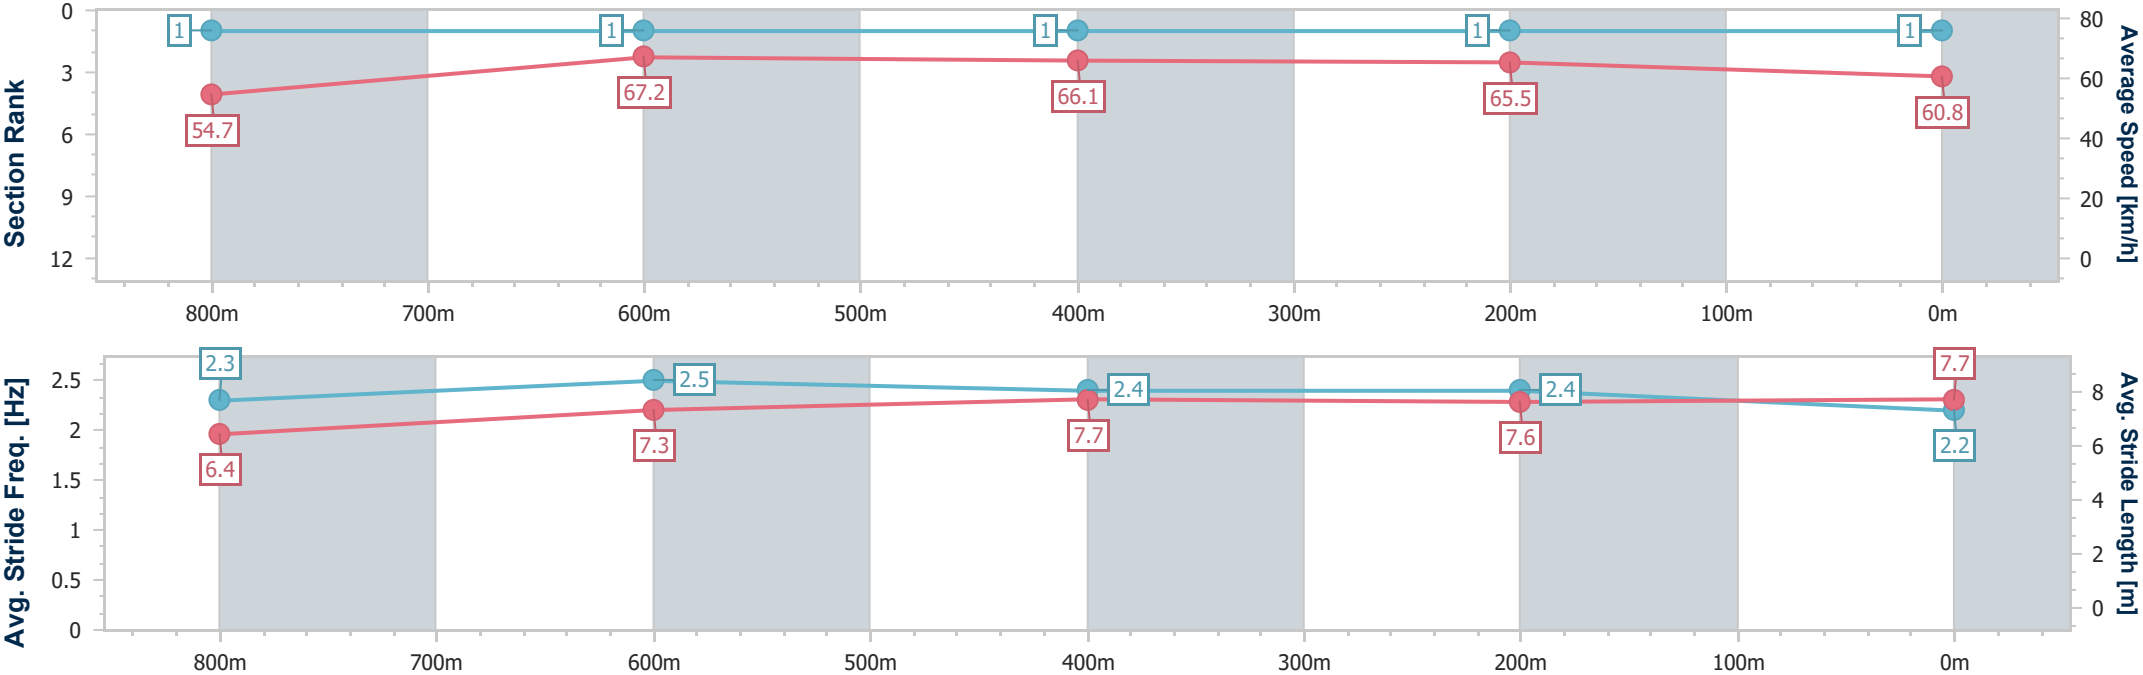 Section Rank
0
3
6
9
12
1
1
1
1
1
54.7
67.2
66.1
65.5
60.8
80
60
40
20
0
Average Speed [km/h]
800m
700m
600m
500m
400m
300m
200m
100m
0m
Avg. Stride Freq. [Hz]
2.5
2
1.5
1
0.5
0
2.3
2.5
2.4
2.4
2.2
6.4
7.3
7.7
7.6
7.7
8
6
4
2
0
Avg. Stride Length [m]
800m
700m
600m
500m
400m
300m
200m
100m
0m